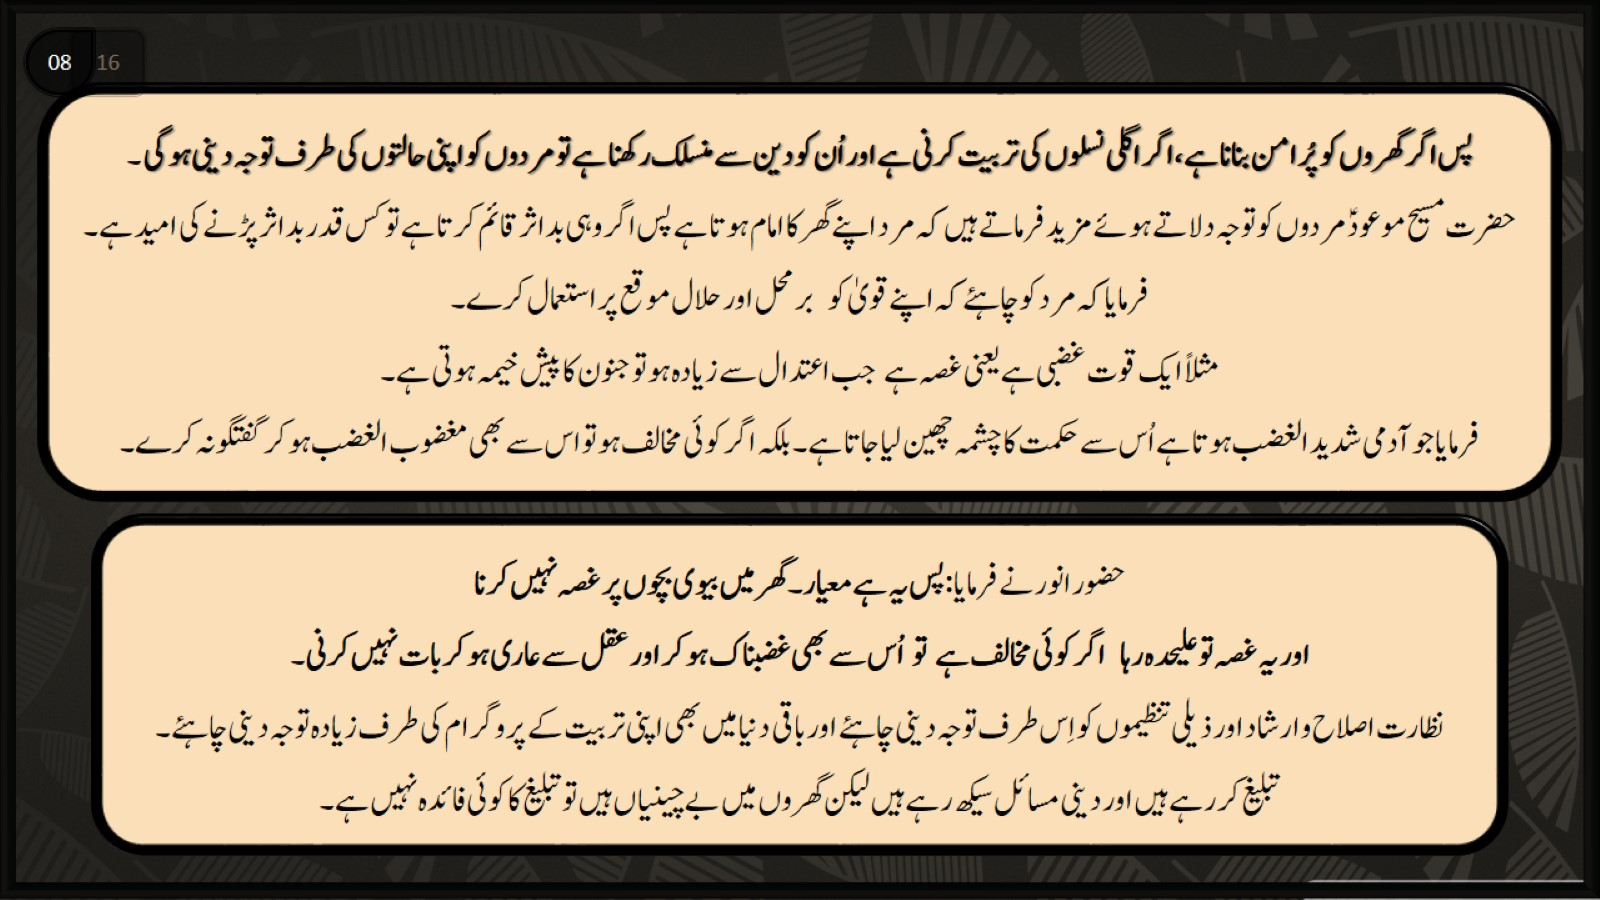 08 16
پس اگر گھروں کو پُر امن بنانا ہے، اگر اگلی نسلوں کی تربیت کرنی ہے اور اُن کو دین سے منسلک رکھنا ہے تو مردوں کو اپنی حالتوں کی طرف توجہ دینی ہو گی۔
حضرت مسیح موعودؑ مردوں کو توجہ دلاتے ہوئے مزید فرماتے ہیں کہ مرد اپنے گھر کا امام ہوتا ہے پس اگر وہی بد اثر قائم کرتا ہے تو کس قدر بد اثر پڑنے کی امید ہے۔
فرمایا کہ مرد کو چاہئے کہ اپنے قویٰ کو بر محل اور حلال موقع پر استعمال کرے۔
مثلاً ایک قوت غضبی ہے یعنی غصہ ہے جب اعتدال سے زیادہ ہو تو جنون کا پیش خیمہ ہوتی ہے۔
فرمایا جو آدمی شدید الغضب ہوتا ہے اُس سے حکمت کا چشمہ چھین لیا جاتا ہے۔ بلکہ اگر کوئی مخالف ہو تو اس سے بھی مغضوب الغضب ہو کر گفتگو نہ کرے۔
حضور انور نے فرمایا: پس یہ ہے معیار۔ گھر میں بیوی بچوں پر غصہ نہیں کرنا
اور یہ غصہ تو علیحدہ رہا اگر کوئی مخالف ہے تو اُس سے بھی غضبناک ہو کر اور عقل سے عاری ہو کر بات نہیں کرنی۔
نظارت اصلاح و ارشاد اور ذیلی تنظیموں کو اِس طرف توجہ دینی چاہئے اور باقی دنیا میں بھی اپنی تربیت کے پروگرام کی طرف زیادہ توجہ دینی چاہئے۔
تبلیغ کر رہے ہیں اور دینی مسائل سیکھ رہے ہیں لیکن گھروں میں بے چینیاں ہیں تو تبلیغ کا کوئی فائدہ نہیں ہے۔